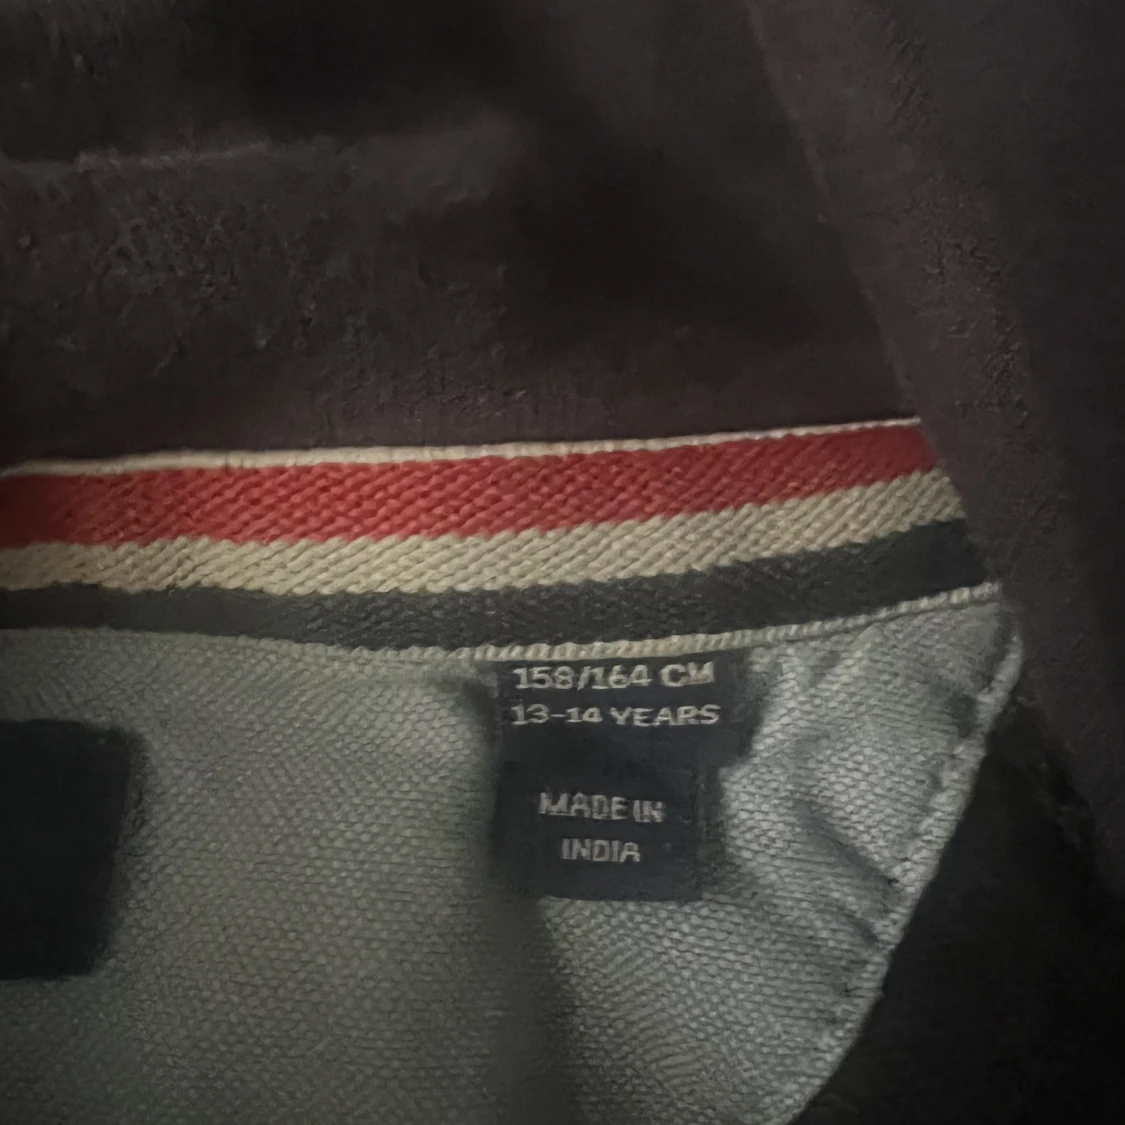 158/164 CM
13-14 YEARS
MADE IN
INDIA